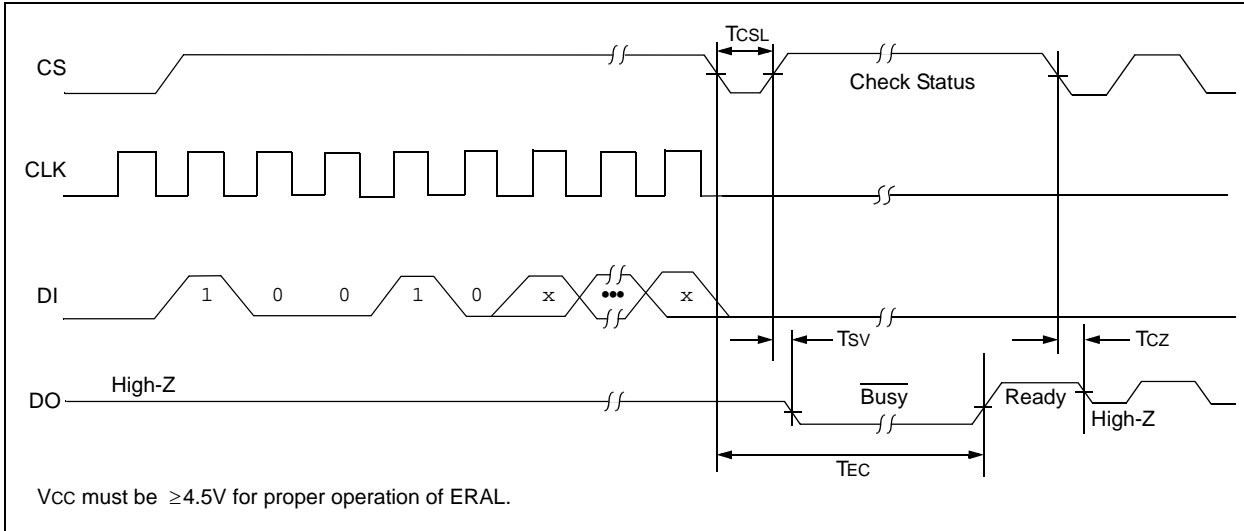 TCSL
CS
Check Status
CLK
DI 1 0 0 1 0 x ••• x
TSV TCZ
High-Z
DO Busy Ready
High-Z
TEC
VCC must be ≥4.5V for proper operation of ERAL.